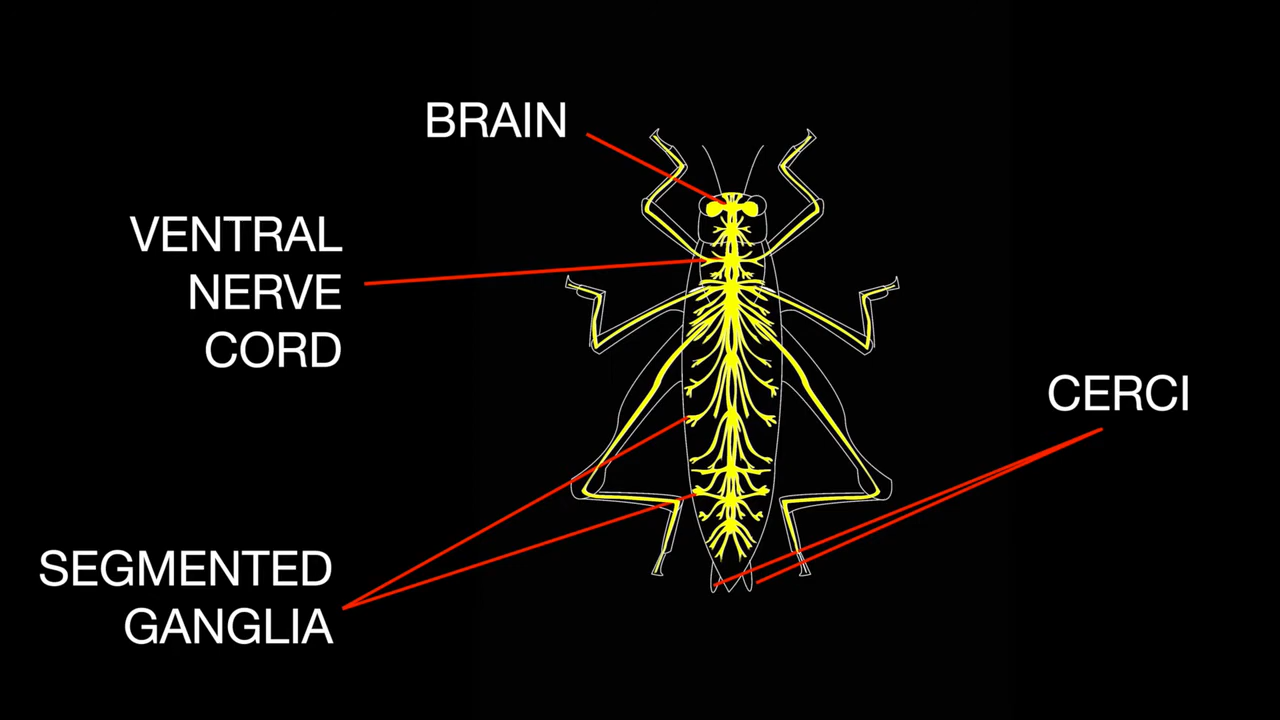 BRAIN
VENTRAL
NERVE
CORD
CERCI
SEGMENTED
GANGLIA